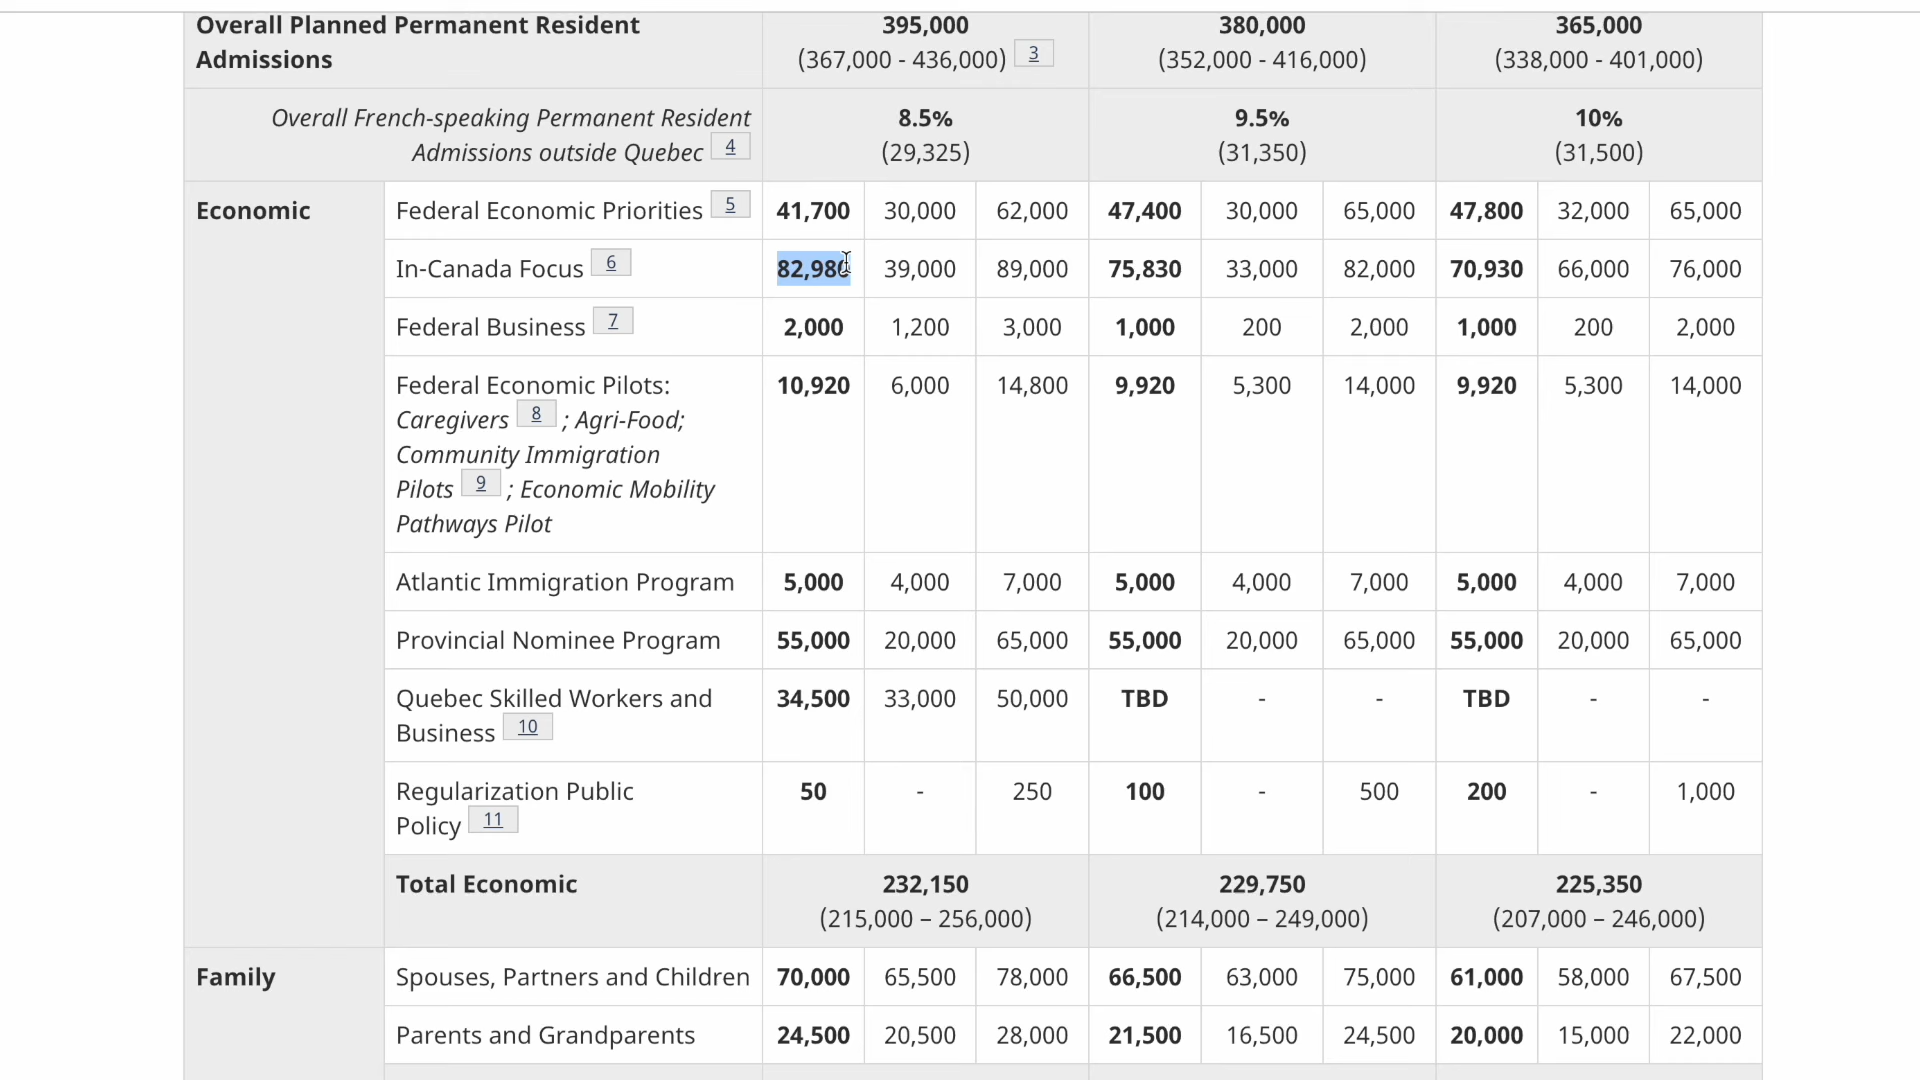 Overall Planned Permanent Resident
Admissions
395,000
(367,000 - 436,000) 3
380,000
(352,000 - 416,000)
365,000
(338,000 - 401,000)
Overall French-speaking Permanent Resident
Admissions outside Quebec 4
8.5%
(29,325)
9.5%
(31,350)
10%
(31,500)
Economic
Federal Economic Priorities 5 41,700 30,000 62,000 47,400 30,000 65,000 47,800 32,000 65,000
In-Canada Focus 6 82,980 39,000 89,000 75,830 33,000 82,000 70,930 66,000 76,000
Federal Business 7 2,000 1,200 3,000 1,000 200 2,000 1,000 200 2,000
Federal Economic Pilots: 10,920 6,000 14,800 9,920 5,300 14,000 9,920 5,300 14,000
Caregivers 8 ; Agri-Food;
Community Immigration
Pilots 9 ; Economic Mobility
Pathways Pilot
Atlantic Immigration Program 5,000 4,000 7,000 5,000 4,000 7,000 5,000 4,000 7,000
Provincial Nominee Program 55,000 20,000 65,000 55,000 20,000 65,000 55,000 20,000 65,000
Quebec Skilled Workers and 34,500 33,000 50,000 TBD - - TBD - -
Business 10
Regularization Public 50 - 250 100 - 500 200 - 1,000
Policy 11
Total Economic
232,150
(215,000 – 256,000)
229,750
(214,000 – 249,000)
225,350
(207,000 – 246,000)
Family
Spouses, Partners and Children 70,000 65,500 78,000 66,500 63,000 75,000 61,000 58,000 67,500
Parents and Grandparents 24,500 20,500 28,000 21,500 16,500 24,500 20,000 15,000 22,000